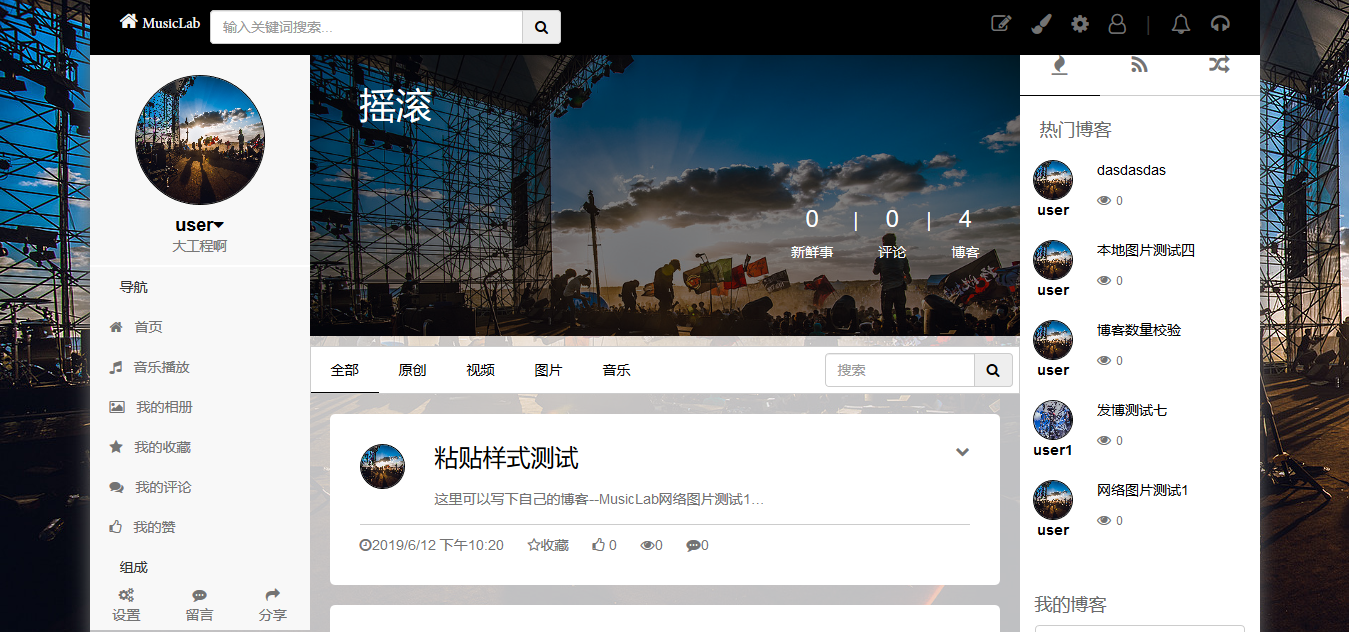 MusicLab
输入关键词搜索...
user
大工程啊
导航
首页
音乐播放
我的相册
我的收藏
我的评论
我的赞
组成
设置 留言 分享
摇滚
0 | 0 | 4
新鲜事 评论 博客
全部 原创 视频 图片 音乐
搜索
粘贴样式测试
这里可以写下自己的博客--MusicLab网络图片测试1...
2019/6/12 下午10:20 收藏 0 0 0
热门博客
dasdasdas
0
user
本地图片测试四
0
user
博客数量校验
0
user
发博测试七
0
user1
网络图片测试1
0
user
我的博客